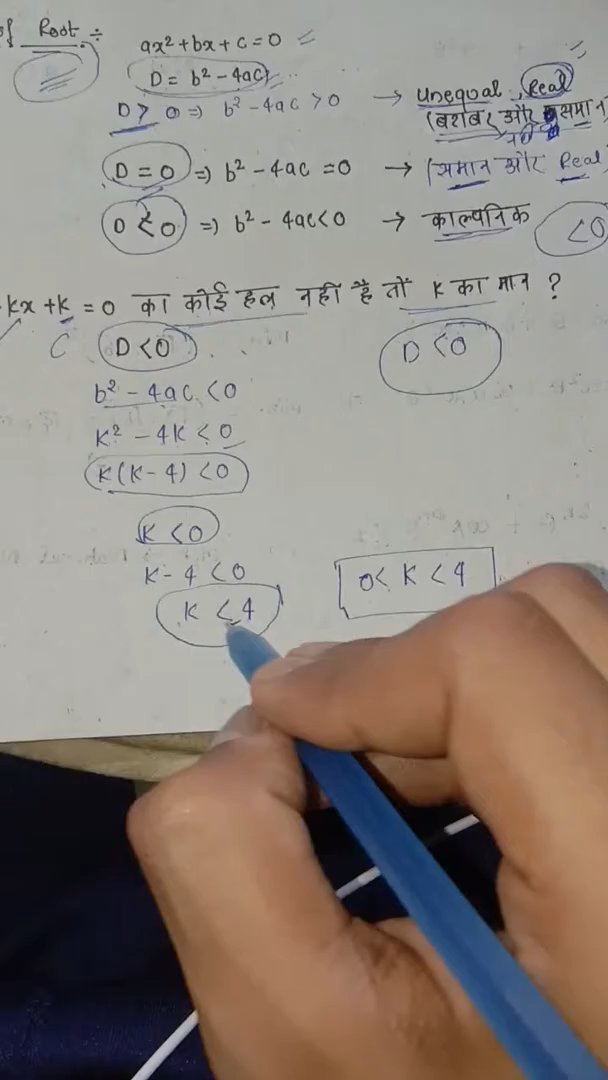 of Root ÷
ax² + bx + c = 0
D = b² - 4ac
D > 0 ⇒ b² - 4ac > 0 → unequal, Real
(बराबर और समान
D = 0 ⇒ b² - 4ac = 0 → (समान और Real)
D < 0 ⇒ b² - 4ac < 0 → काल्पनिक <0
kx + k = 0 का कोई हल नहीं है तो K का मान ?
C D < 0 D < 0
b² - 4ac < 0
K² - 4K < 0
K(K-4) < 0
K < 0
K - 4 < 0 0 < K < 4
K < 4